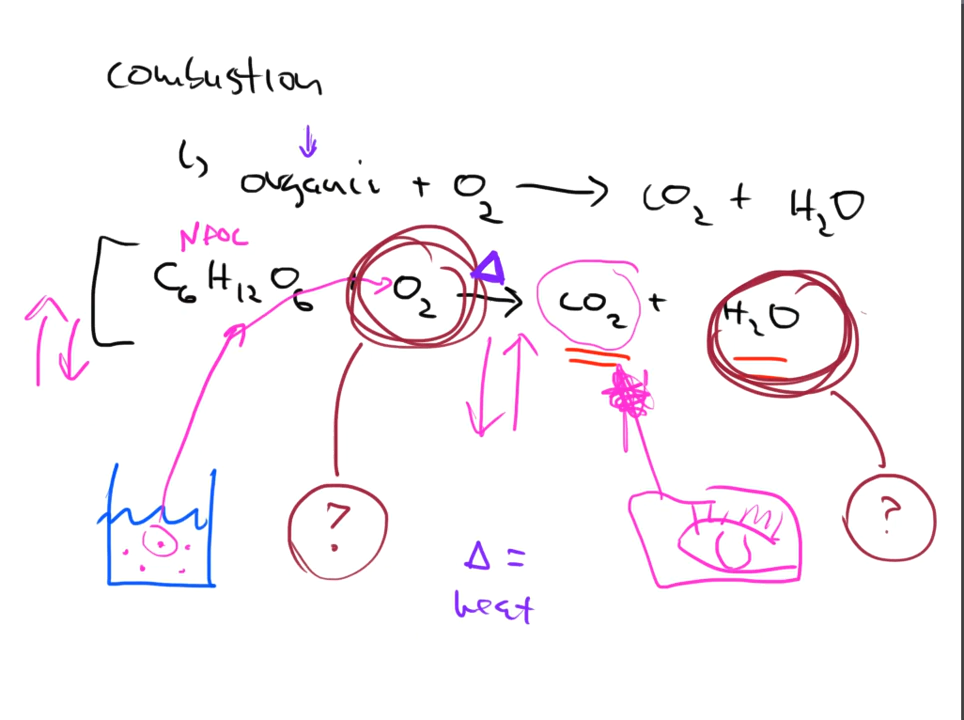 combustion
↳ organic + O2 → CO2 + H2O
NPOC
C6H12O6 O2 Δ → CO2 + H2O
? ?
Δ =
heat